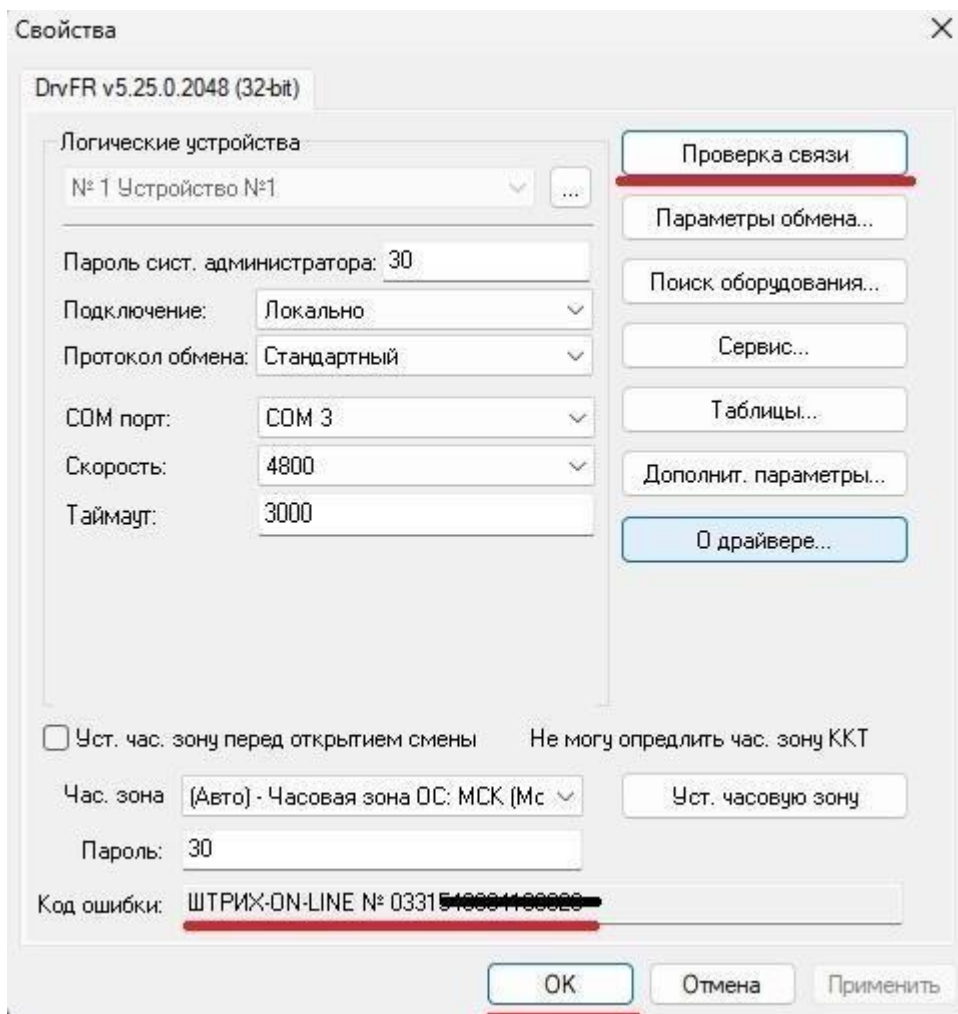 Свойства
DrvFR v5.25.0.2048 (32-bit)
Логические устройства
№ 1 Устройство №1
...
Пароль сист. администратора: 30
Подключение: Локально
Протокол обмена: Стандартный
COM порт: COM 3
Скорость: 4800
Таймаут: 3000
Проверка связи
Параметры обмена...
Поиск оборудования...
Сервис...
Таблицы...
Дополнит. параметры...
О драйвере...
Уст. час. зону перед открытием смены
Не могу опредлить час. зону ККТ
Час. зона (Авто) - Часовая зона ОС: МСК (Мс
Уст. часовую зону
Пароль: 30
Код ошибки: ШТРИХ-ON-LINE № 0331
OK
Отмена
Применить